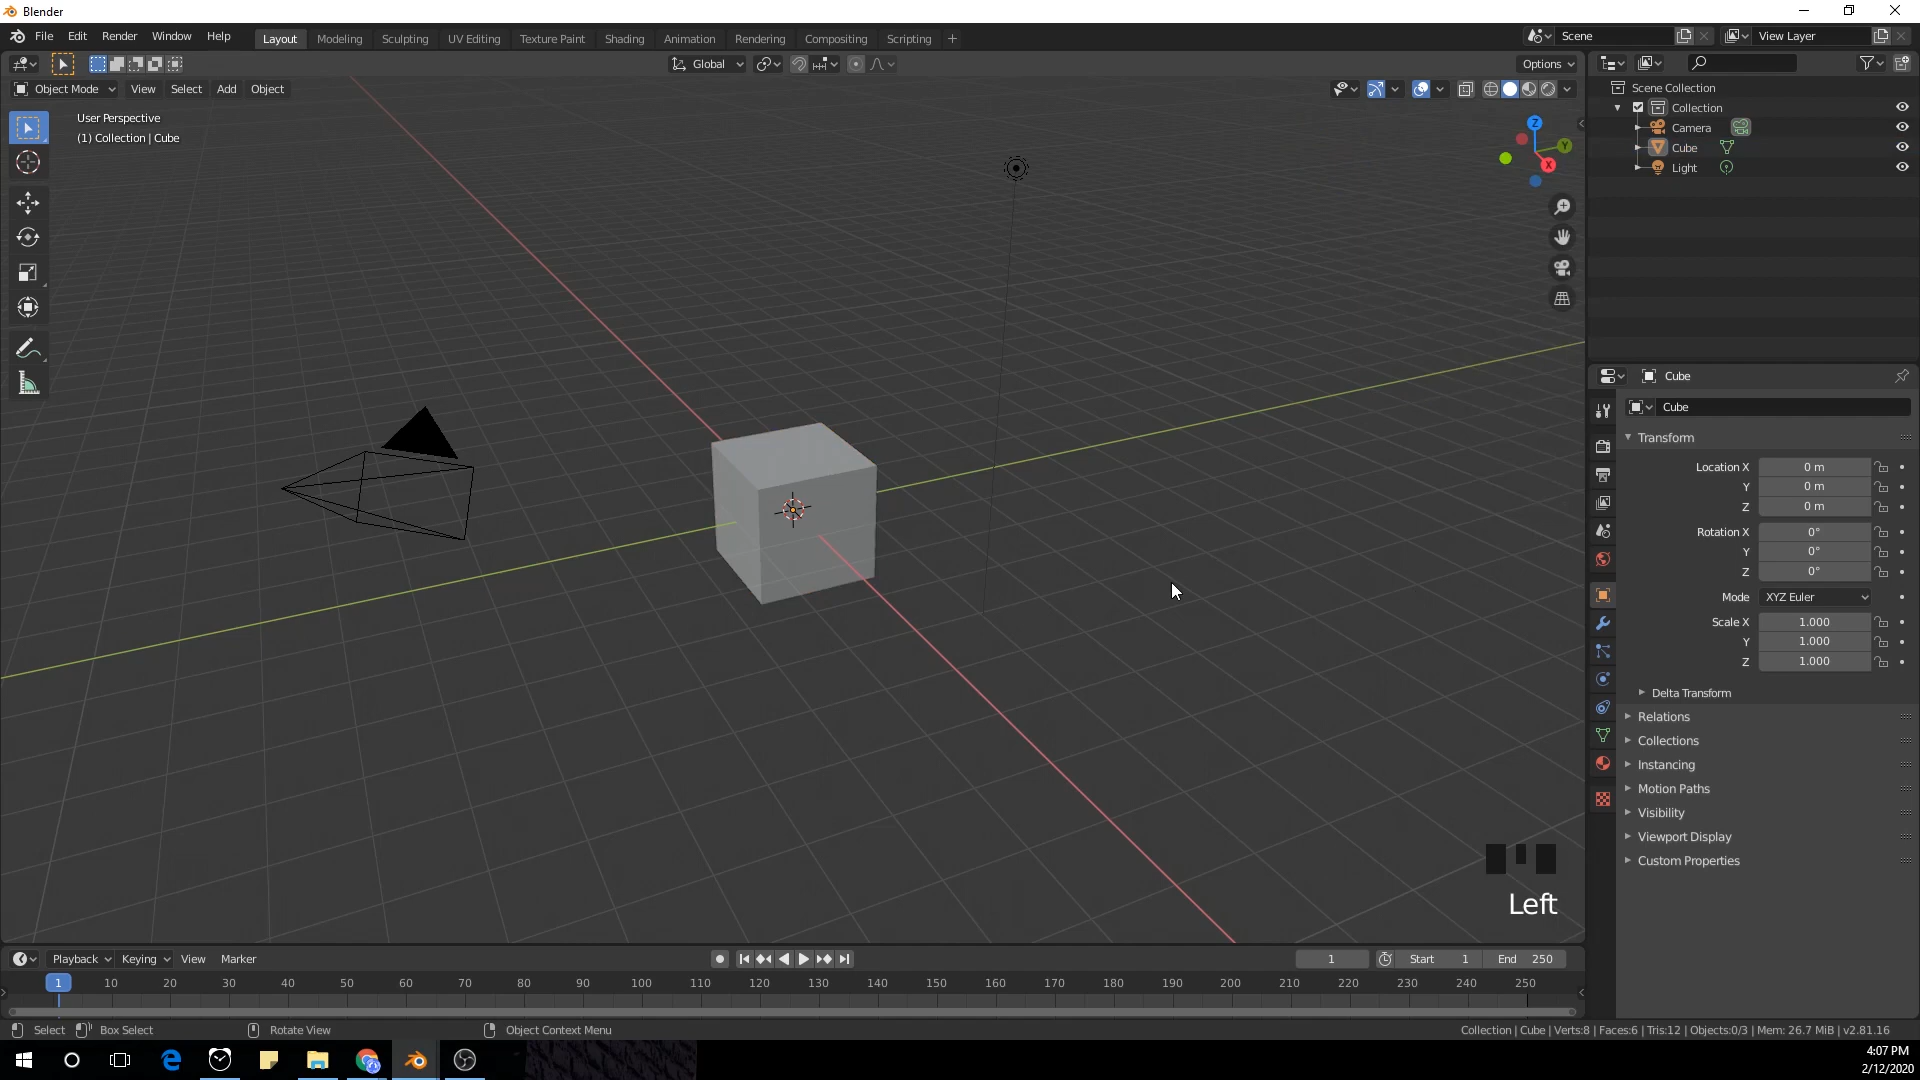 Blender
File Edit Render Window Help
Layout Modeling Sculpting UV Editing Texture Paint Shading Animation Rendering Compositing Scripting +
Scene
View Layer
Global
Options
Object Mode View Select Add Object
User Perspective
(1) Collection | Cube
Z
Y
X
Scene Collection
Collection
Camera
Cube
Light
Cube
Cube
Transform
Location X 0 m
Y 0 m
Z 0 m
Rotation X 0°
Y 0°
Z 0°
Mode XYZ Euler
Scale X 1.000
Y 1.000
Z 1.000
Delta Transform
Relations
Collections
Instancing
Motion Paths
Visibility
Viewport Display
Custom Properties
Left
Playback Keying View Marker
1 Start 1 End 250
1 10 20 30 40 50 60 70 80 90 100 110 120 130 140 150 160 170 180 190 200 210 220 230 240 250
Select Box Select Rotate View Object Context Menu
Collection | Cube | Verts:8 | Faces:6 | Tris:12 | Objects:0/3 | Mem: 26.7 MiB | v2.81.16
4:07 PM
2/12/2020